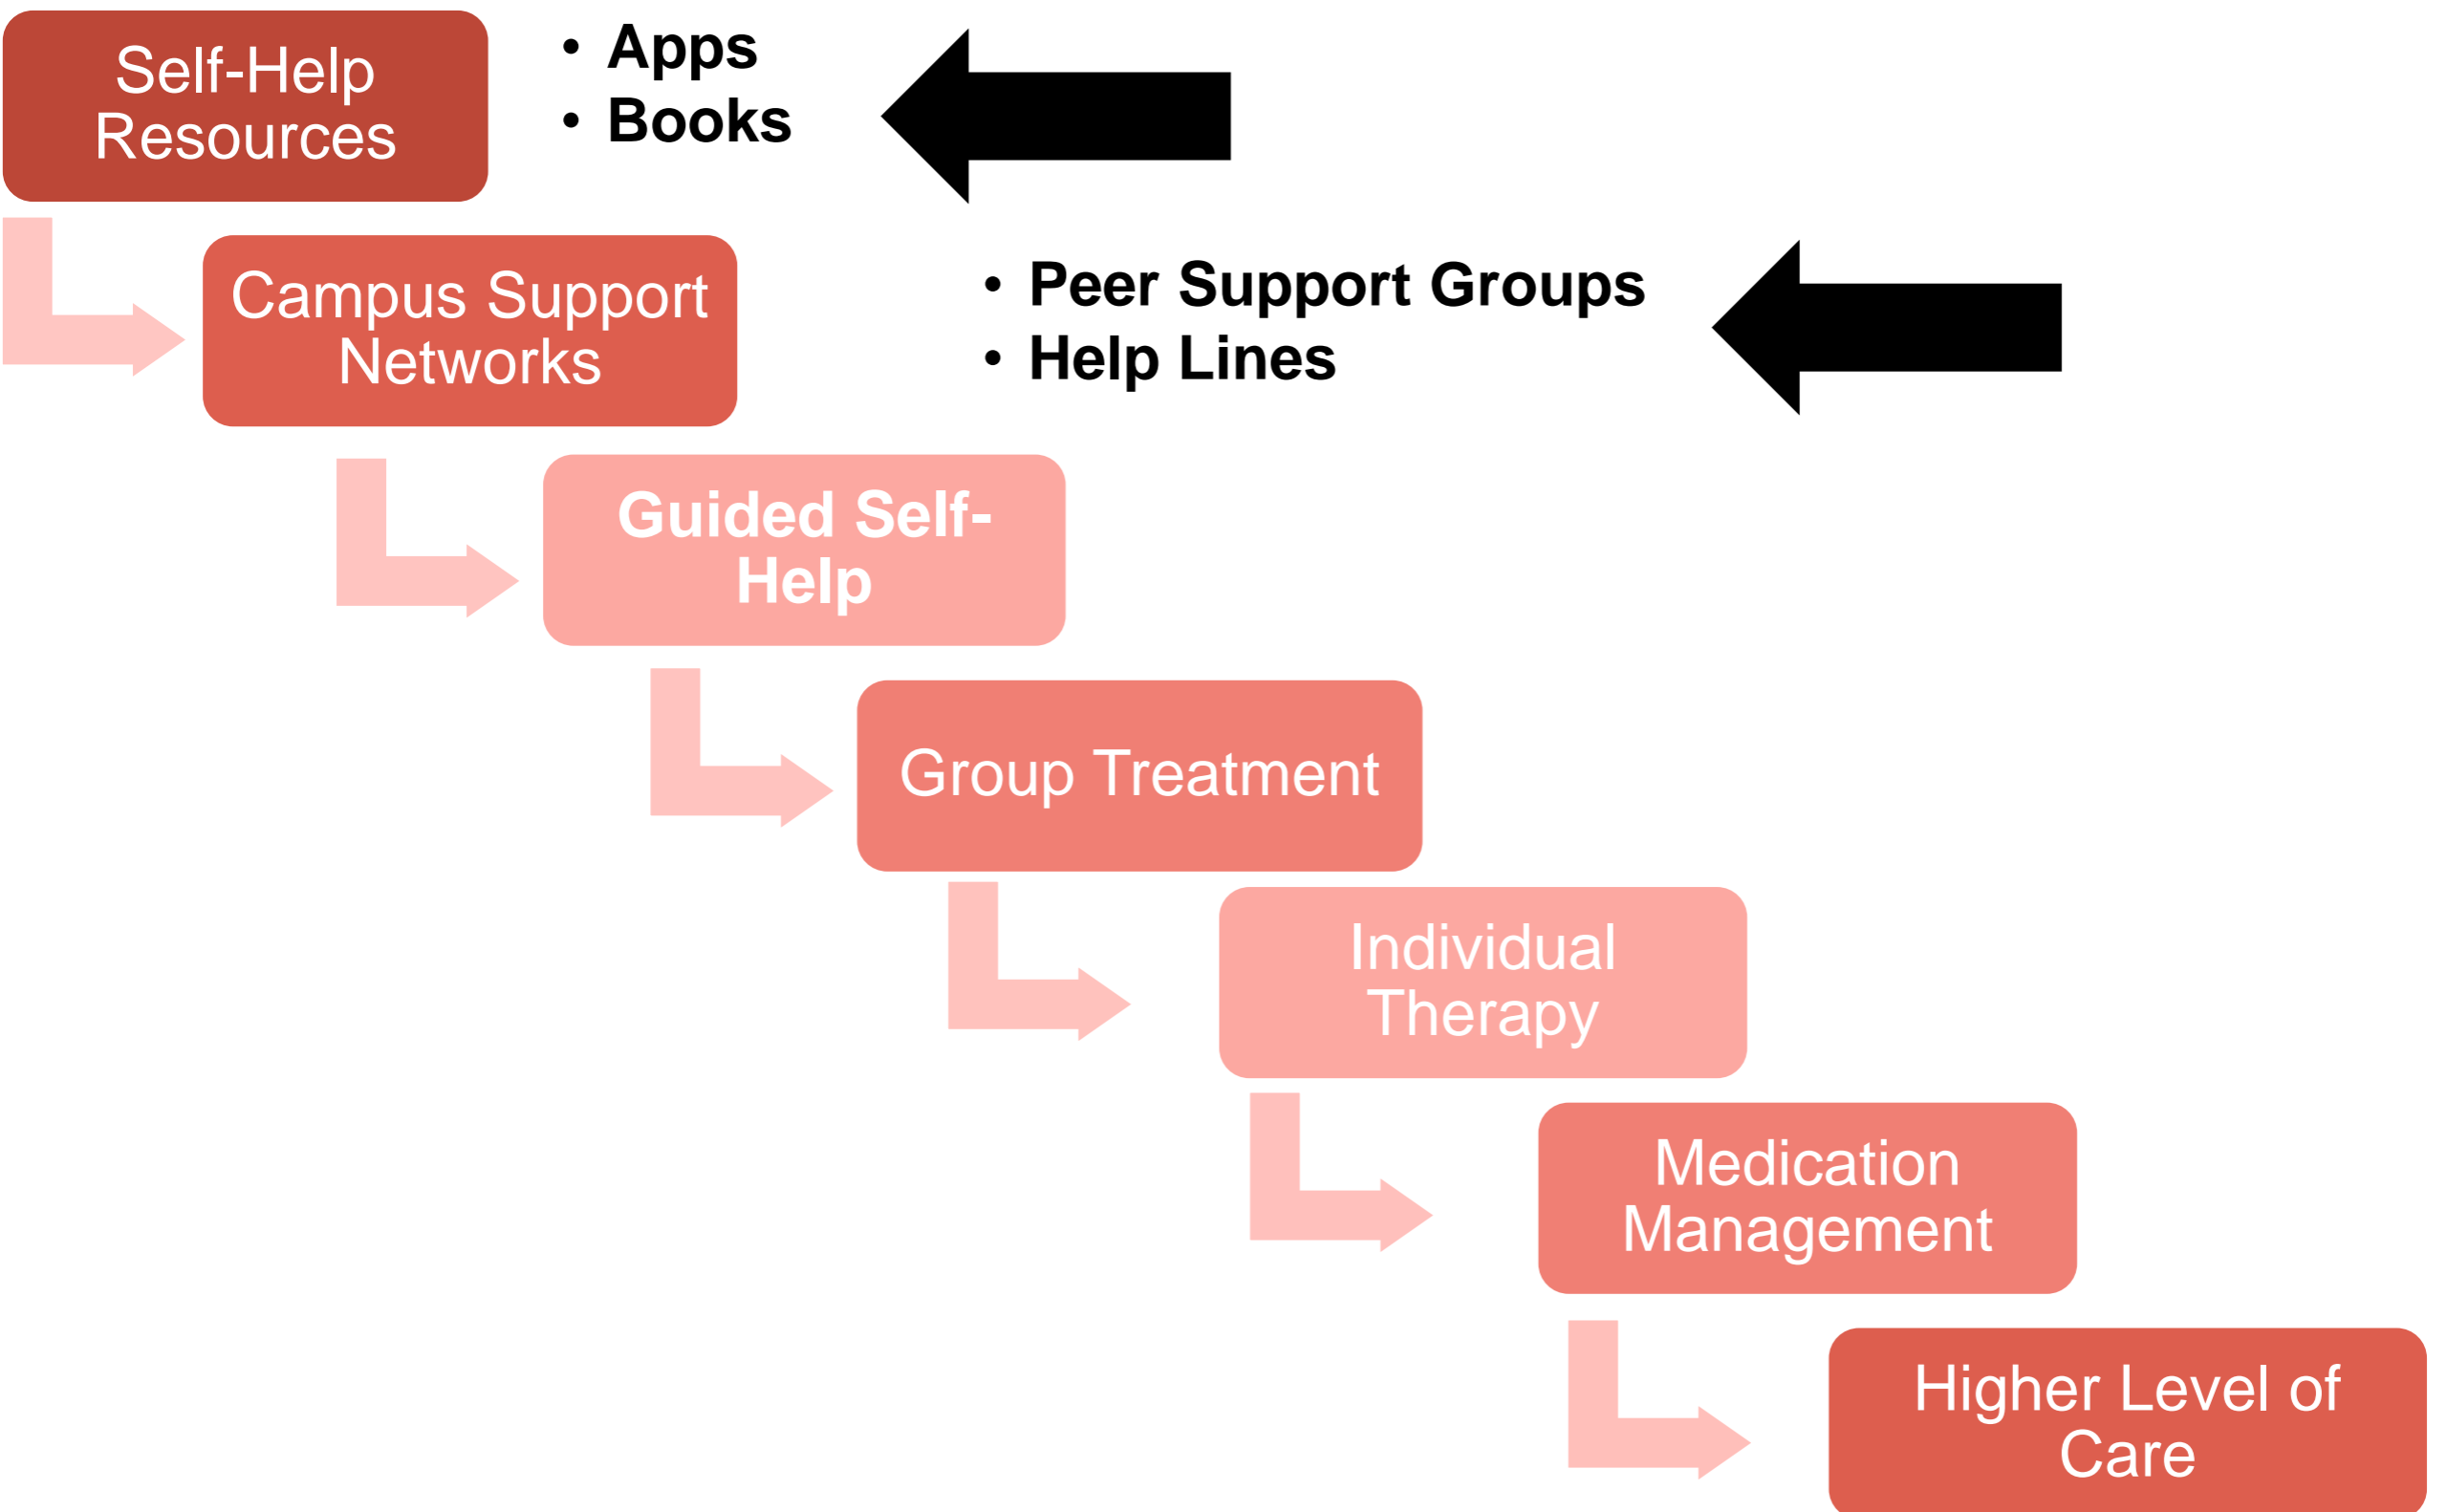 Self-Help
Resources
• Apps
• Books
Campus Support
Networks
• Peer Support Groups
• Help Lines
Guided Self-
Help
Group Treatment
Individual
Therapy
Medication
Management
Higher Level of
Care